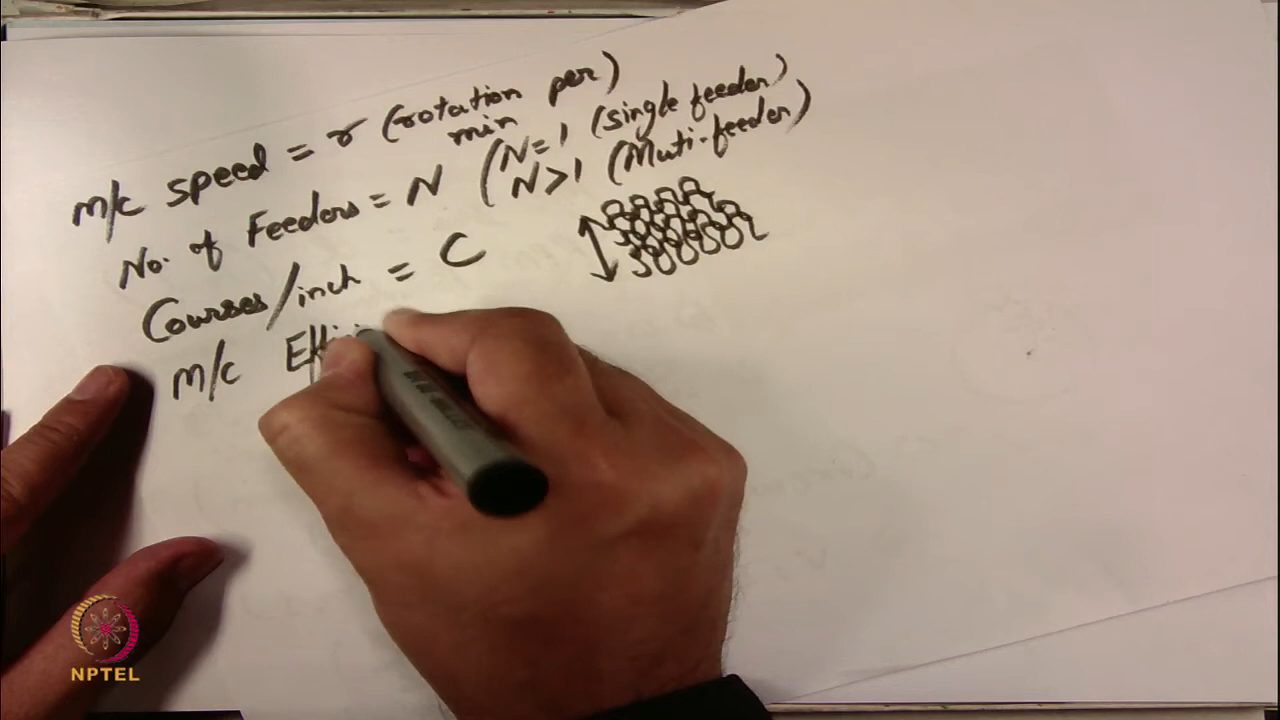 m/c speed = r (rotation per min)
No. of Feeders = N (N=1 (single feeder)
N>1 (Muti-feeder)
Courses/inch = C
m/c Effi
NPTEL